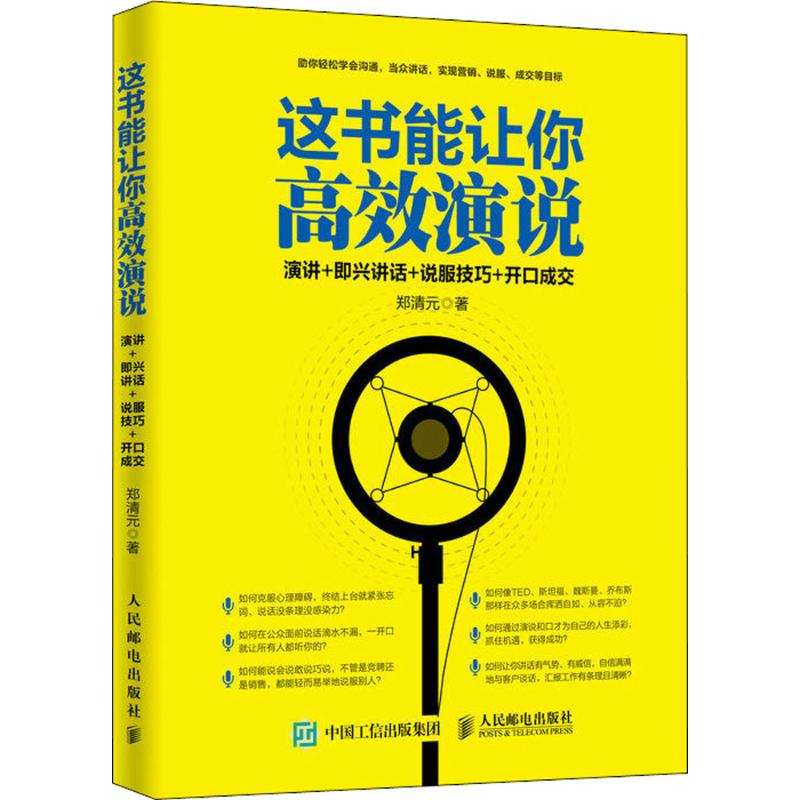 助你轻松学会沟通，当众讲话，实现营销、说服、成交等目标
这书能让你
高效演说
演讲+即兴讲话+说服技巧+开口成交
郑清元◎著
如何克服心理障碍，终结上台就紧张忘
词、说话没条理没感染力？
如何在公众面前说话滴水不漏，一开口
就让所有人都听你的？
如何能说会说敢说巧说，不管是竞聘还
是销售，都能轻而易举地说服别人？
如何像TED、斯坦福、魏斯曼、乔布斯
那样在众多场合挥洒自如、从容不迫？
如何通过演说和口才为自己的人生添彩，
抓住机遇，获得成功？
如何让你讲话有气势、有威信，自信满满
地与客户谈话，汇报工作有条理且清晰？
中国工信出版集团
人民邮电出版社
POSTS & TELECOM PRESS
这书能让你高效演说
演讲
+
即兴
讲话
+
说服
技巧
+
开口
成交
郑清元◎著
人民邮电出版社